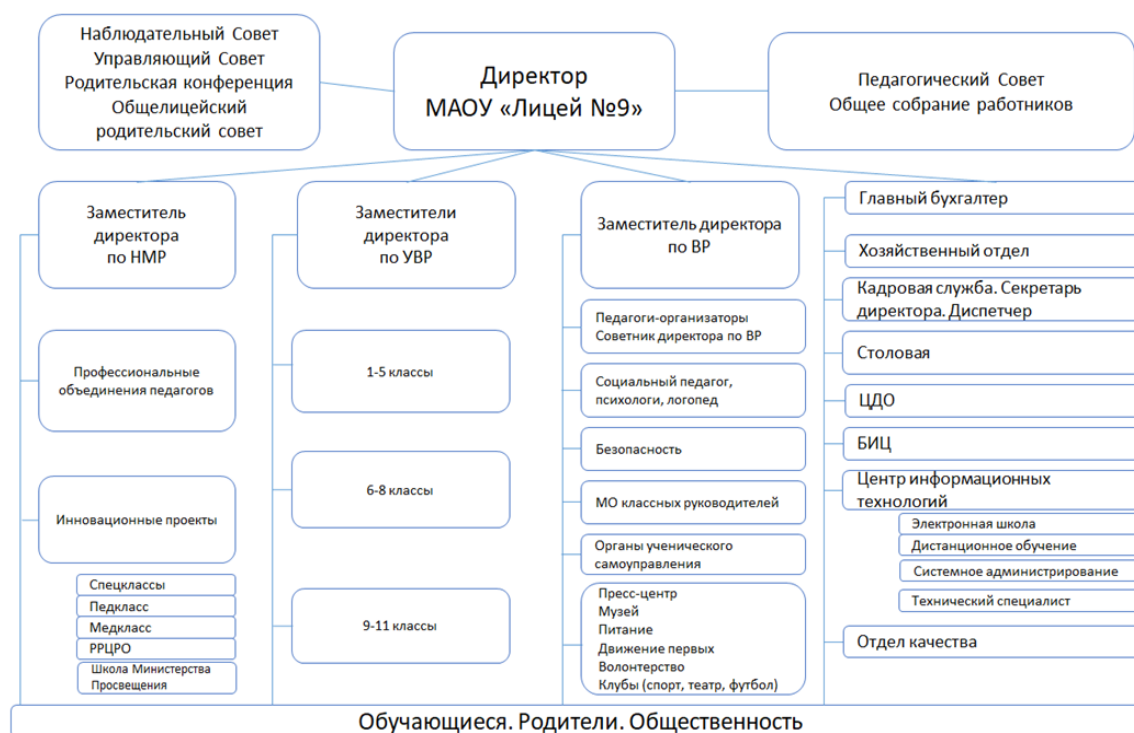 Наблюдательный Совет
Управляющий Совет
Родительская конференция
Общелицейский
родительский совет
Директор
МАОУ «Лицей №9»
Педагогический Совет
Общее собрание работников
Заместитель
директора
по НМР
Профессиональные
объединения педагогов
Инновационные проекты
Спецклассы
Педкласс
Медкласс
РРЦРО
Школа Министерства
Просвещения
Заместители
директора
по УВР
1-5 классы
6-8 классы
9-11 классы
Заместитель директора
по ВР
Педагоги-организаторы
Советник директора по ВР
Социальный педагог,
психологи, логопед
Безопасность
МО классных руководителей
Органы ученического
самоуправления
Пресс-центр
Музей
Питание
Движение первых
Волонтерство
Клубы (спорт, театр, футбол)
Главный бухгалтер
Хозяйственный отдел
Кадровая служба. Секретарь
директора. Диспетчер
Столовая
ЦДО
БИЦ
Центр информационных
технологий
Электронная школа
Дистанционное обучение
Системное администрирование
Технический специалист
Отдел качества
Обучающиеся. Родители. Общественность